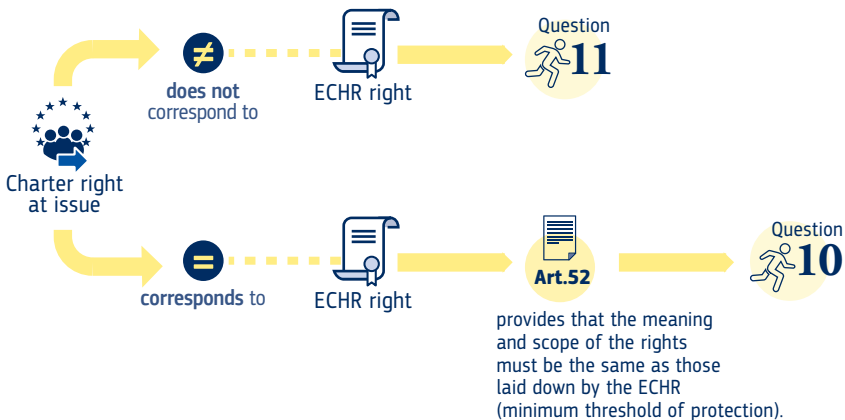 Question
11
≠
does not
correspond to
ECHR right
Charter right
at issue
=
corresponds to
ECHR right
Art.52
Question
10
provides that the meaning
and scope of the rights
must be the same as those
laid down by the ECHR
(minimum threshold of protection).